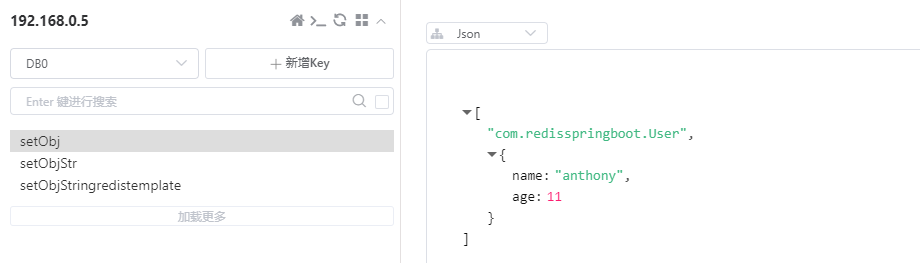 192.168.0.5
DB0
新增Key
Enter 键进行搜索
setObj
setObjStr
setObjStringredistemplate
加载更多
Json
[
"com.redisspringboot.User",
{
name: "anthony",
age: 11
}
]